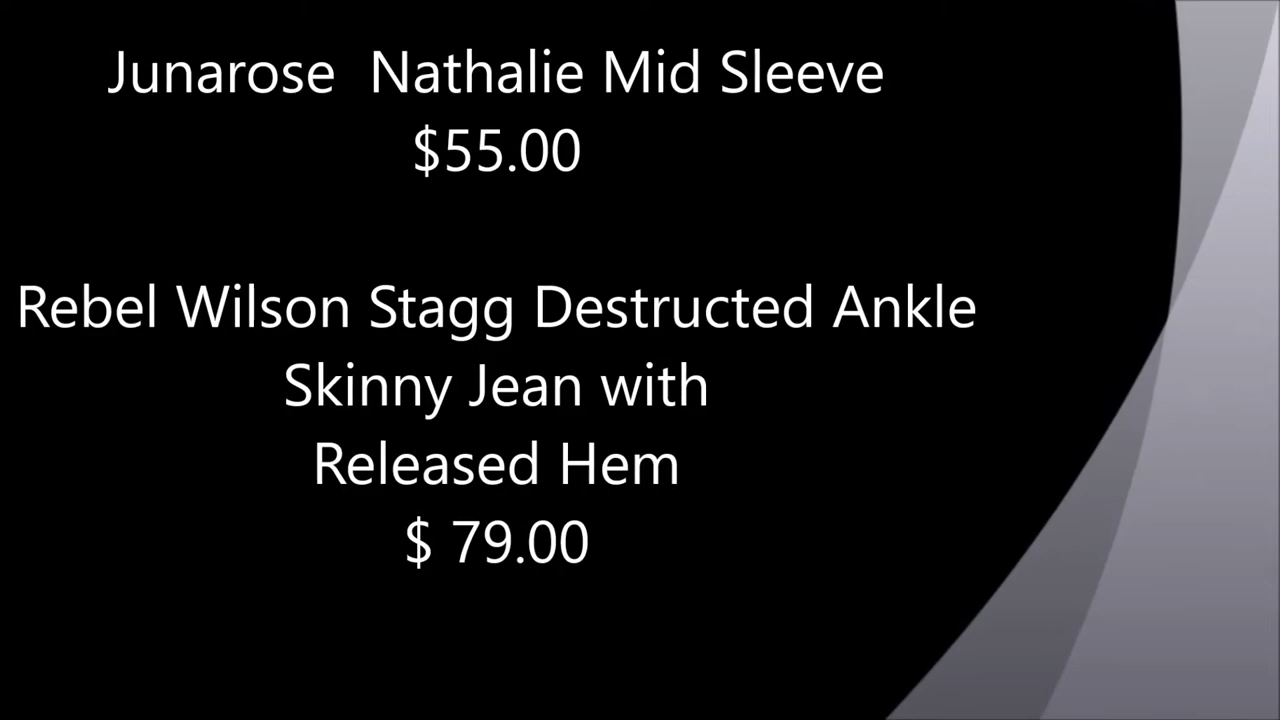 Junarose  Nathalie Mid Sleeve
$55.00
Rebel Wilson Stagg Destructed Ankle
Skinny Jean with
Released Hem
$ 79.00